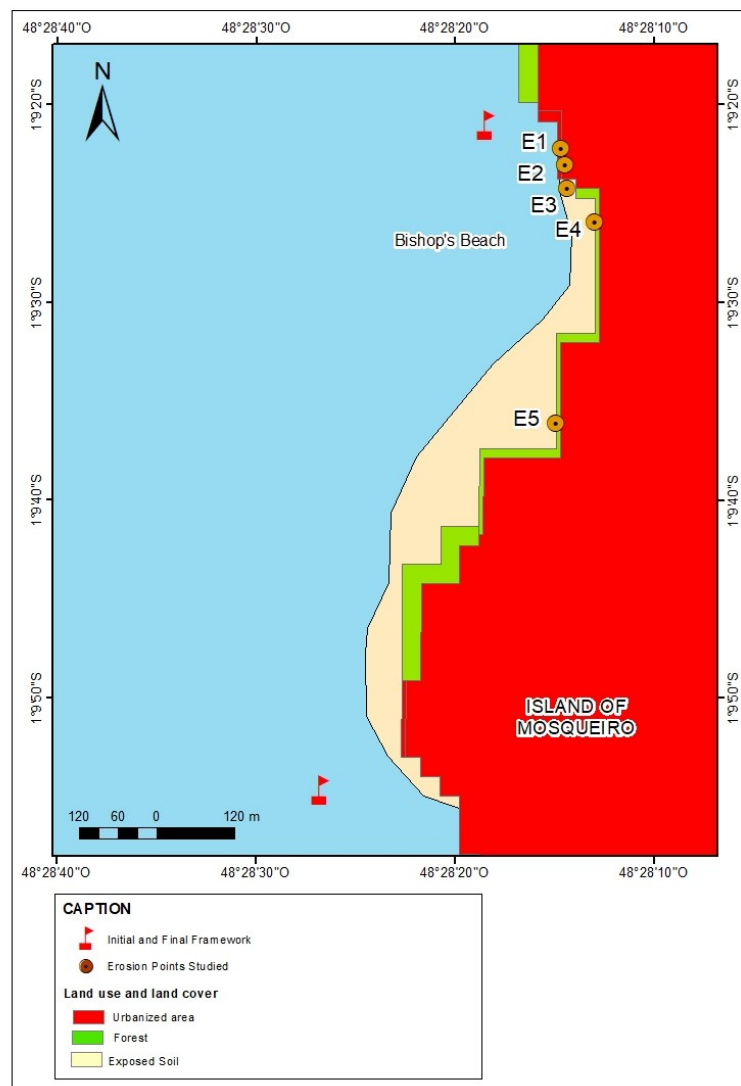 48°28'40"O 48°28'30"O 48°28'20"O 48°28'10"O
N
1°9'20"S 1°9'20"S
E1
E2
E3
E4
Bishop's Beach
1°9'30"S 1°9'30"S
E5
1°9'40"S 1°9'40"S
1°9'50"S 1°9'50"S
ISLAND OF
MOSQUEIRO
120 60 0 120 m
48°28'40"O 48°28'30"O 48°28'20"O 48°28'10"O
CAPTION
Initial and Final Framework
Erosion Points Studied
Land use and land cover
Urbanized area
Forest
Exposed Soil